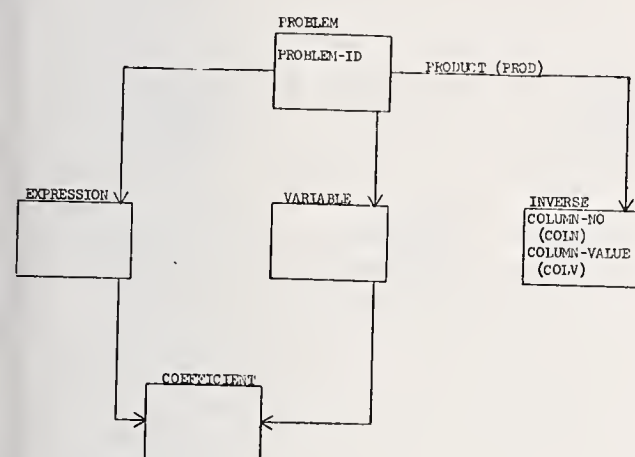 PROBLEM
PROBLEM-ID
PRODUCT (PROD)
EXPRESSION
VARIABLE
INVERSE
COLUMN-NO
(COLN)
COLUMN-VALUE
(COLV)
COEFFICIENT